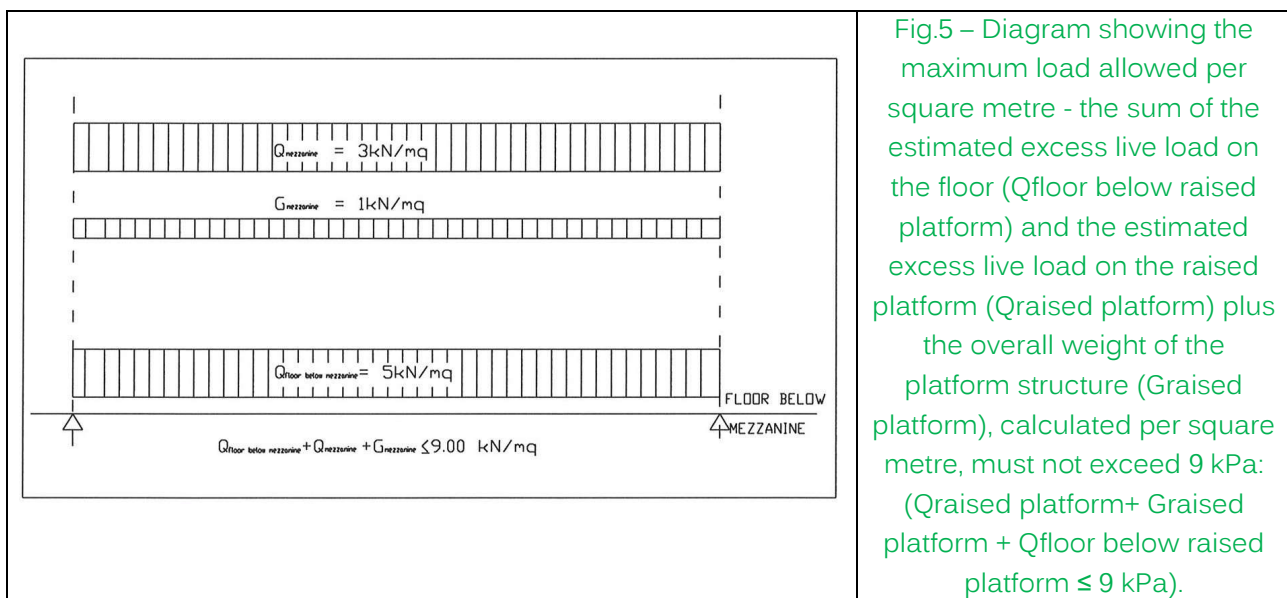 Qmezzanine = 3kN/mq
Gmezzanine = 1kN/mq
Qfloor below mezzanine= 5kN/mq
FLOOR BELOW
MEZZANINE
Qfloor below mezzanine+Qmezzanine+Gmezzanine ≤9.00 kN/mq
Fig.5 – Diagram showing the
maximum load allowed per
square metre - the sum of the
estimated excess live load on
the floor (Qfloor below raised
platform) and the estimated
excess live load on the raised
platform (Qraised platform) plus
the overall weight of the
platform structure (Graised
platform), calculated per square
metre, must not exceed 9 kPa:
(Qraised platform+ Graised
platform + Qfloor below raised
platform ≤ 9 kPa).